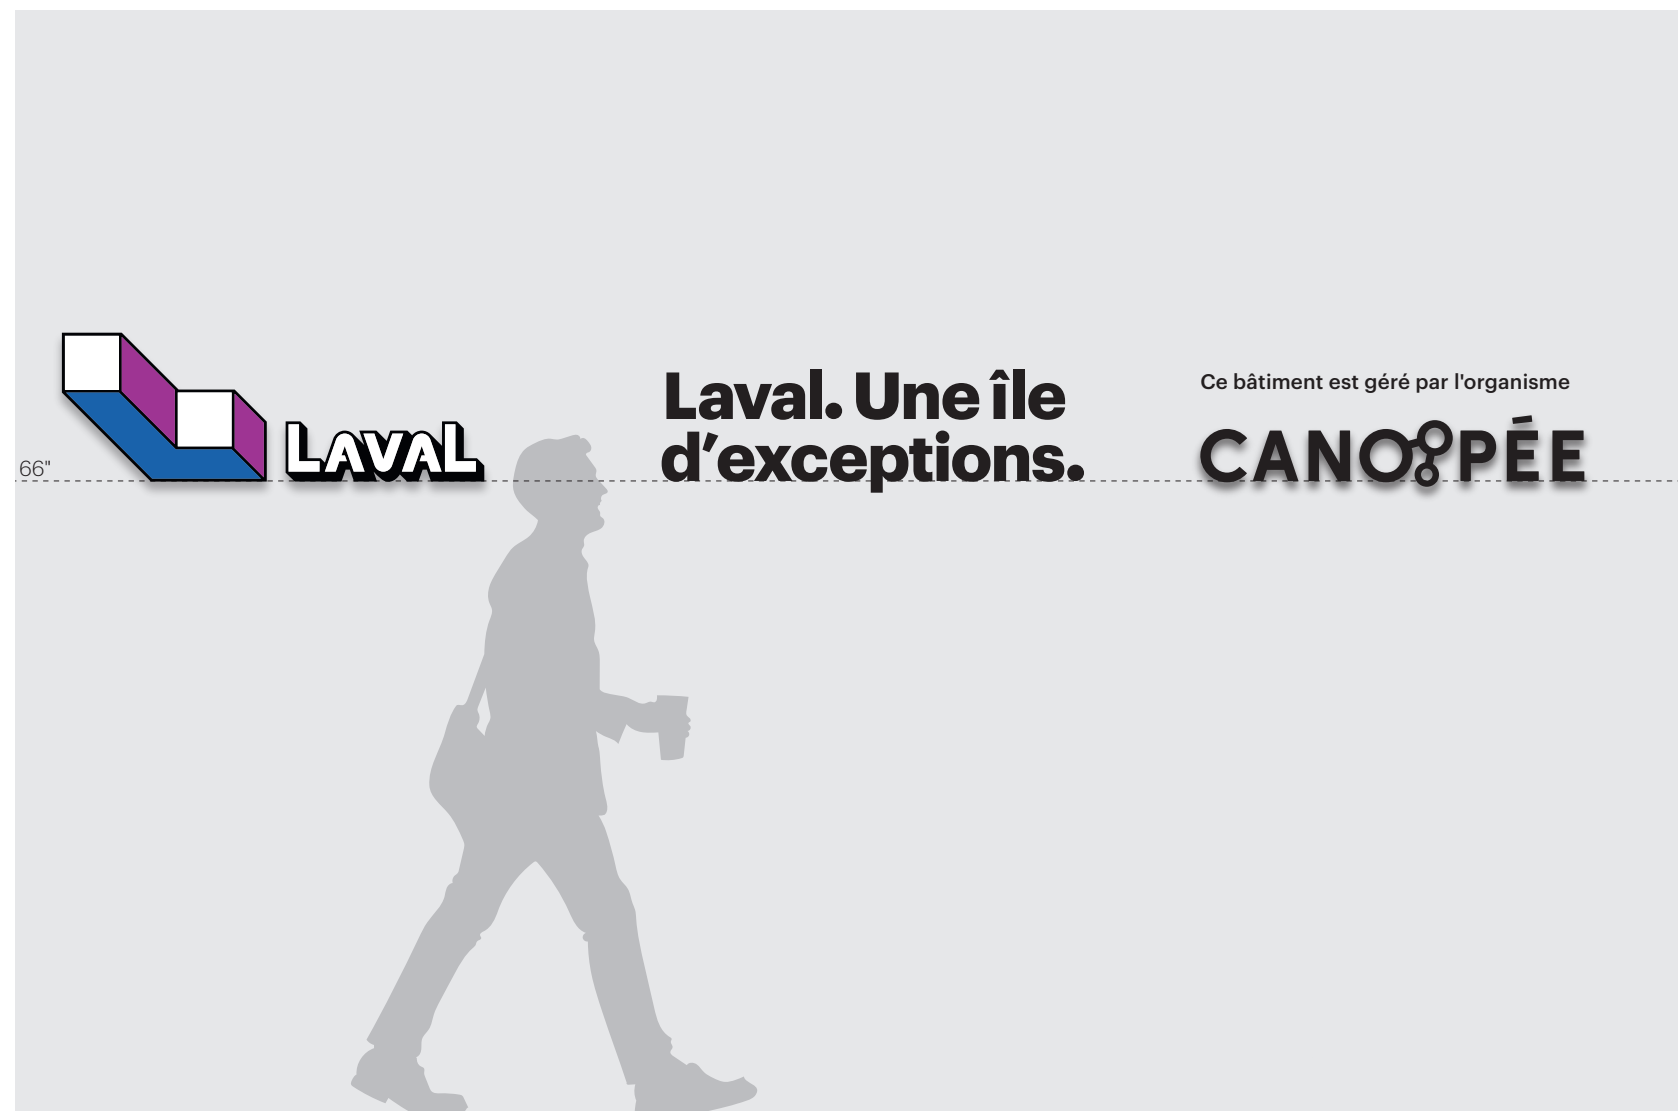 66"
LAVAL
Laval. Une île
d’exceptions.
Ce bâtiment est géré par l'organisme
CANOPÉE